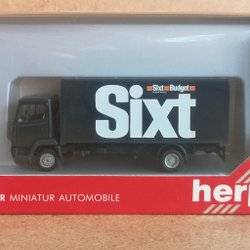 Sixt Budget
Sixt
R MINIATUR AUTOMOBILE
herp